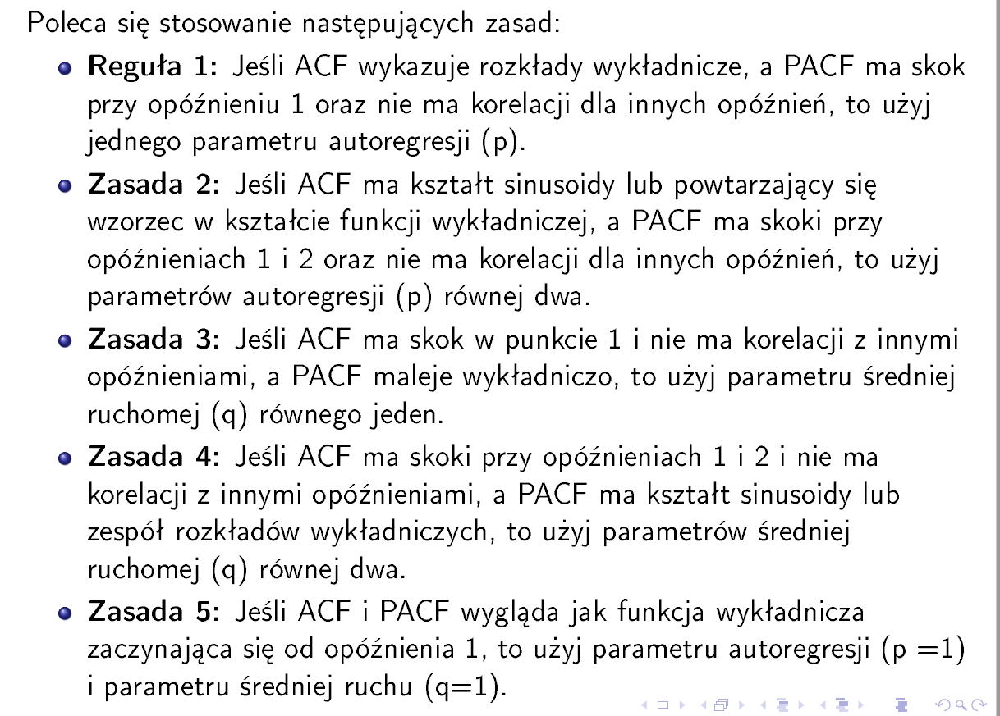 Poleca się stosowanie następujących zasad:
Reguła 1: Jeśli ACF wykazuje rozkłady wykładnicze, a PACF ma skok
przy opóźnieniu 1 oraz nie ma korelacji dla innych opóźnień, to użyj
jednego parametru autoregresji (p).
Zasada 2: Jeśli ACF ma kształt sinusoidy lub powtarzający się
wzorzec w kształcie funkcji wykładniczej, a PACF ma skoki przy
opóźnieniach 1 i 2 oraz nie ma korelacji dla innych opóźnień, to użyj
parametrów autoregresji (p) równej dwa.
Zasada 3: Jeśli ACF ma skok w punkcie 1 i nie ma korelacji z innymi
opóźnieniami, a PACF maleje wykładniczo, to użyj parametru średniej
ruchomej (q) równego jeden.
Zasada 4: Jeśli ACF ma skoki przy opóźnieniach 1 i 2 i nie ma
korelacji z innymi opóźnieniami, a PACF ma kształt sinusoidy lub
zespół rozkładów wykładniczych, to użyj parametrów średniej
ruchomej (q) równej dwa.
Zasada 5: Jeśli ACF i PACF wygląda jak funkcja wykładnicza
zaczynająca się od opóźnienia 1, to użyj parametru autoregresji (p =1)
i parametru średniej ruchu (q=1).